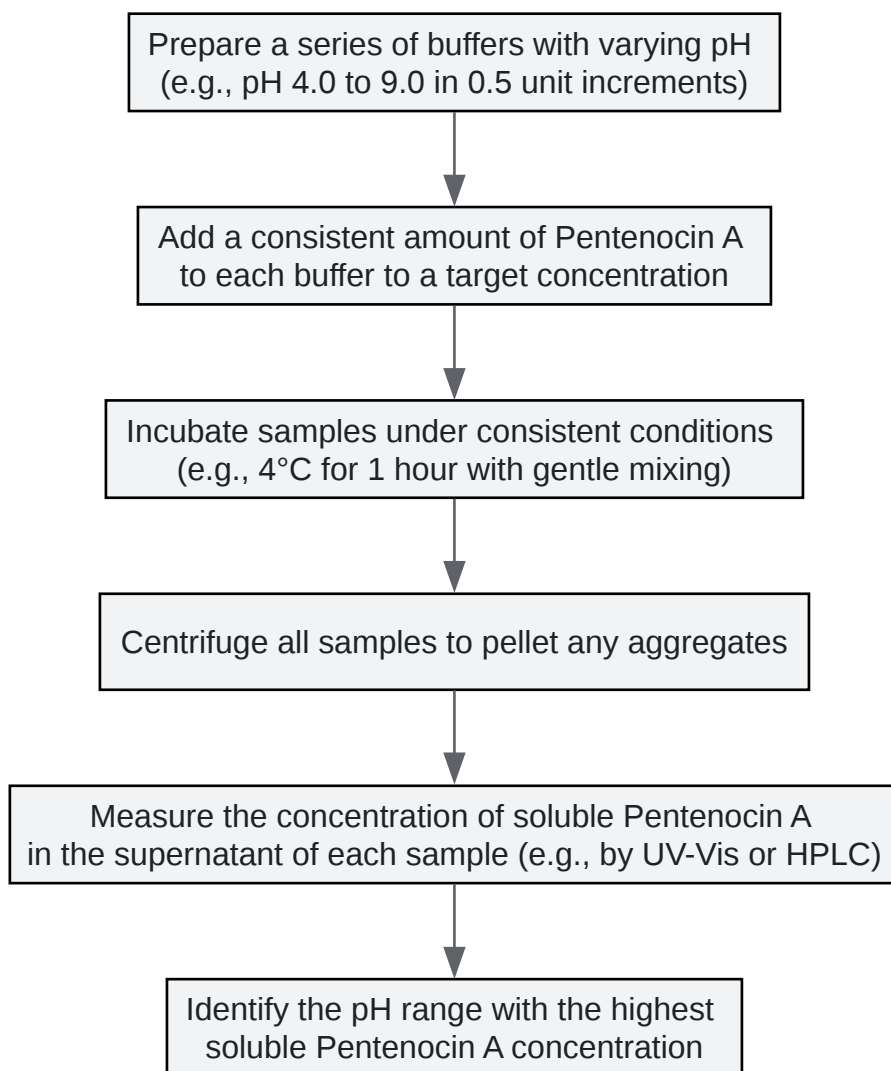 Prepare a series of buffers with varying pH
(e.g., pH 4.0 to 9.0 in 0.5 unit increments)
Add a consistent amount of Pentenocin A
to each buffer to a target concentration
Incubate samples under consistent conditions
(e.g., 4°C for 1 hour with gentle mixing)
Centrifuge all samples to pellet any aggregates
Measure the concentration of soluble Pentenocin A
in the supernatant of each sample (e.g., by UV-Vis or HPLC)
Identify the pH range with the highest
soluble Pentenocin A concentration